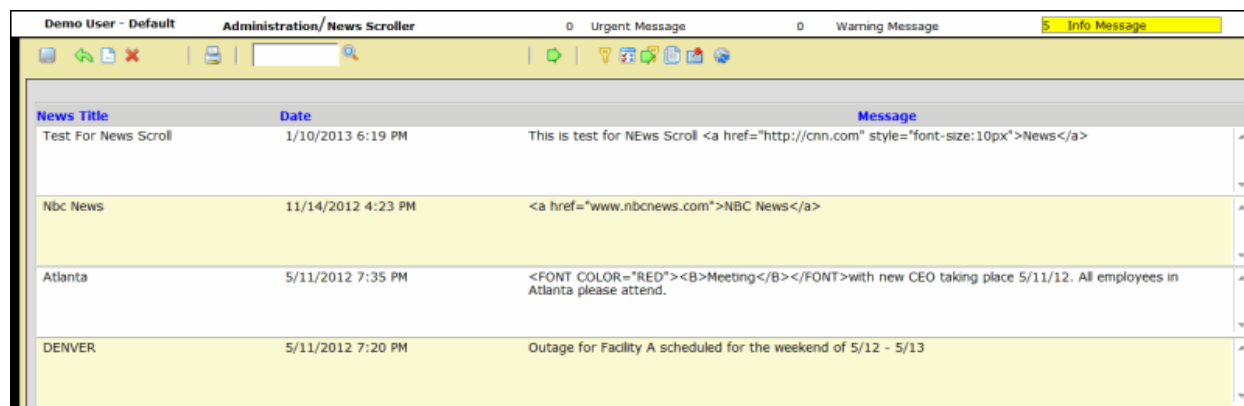 Demo User - Default Administration/News Scroller 0 Urgent Message 0 Warning Message 5 Info Message
News Title Date Message
Test For News Scroll 1/10/2013 6:19 PM This is test for NEws Scroll <a href="http://cnn.com" style="font-size:10px">News</a>
Nbc News 11/14/2012 4:23 PM <a href="www.nbcnews.com">NBC News</a>
Atlanta 5/11/2012 7:35 PM <FONT COLOR="RED"><B>Meeting</B></FONT>with new CEO taking place 5/11/12. All employees in
Atlanta please attend.
DENVER 5/11/2012 7:20 PM Outage for Facility A scheduled for the weekend of 5/12 - 5/13